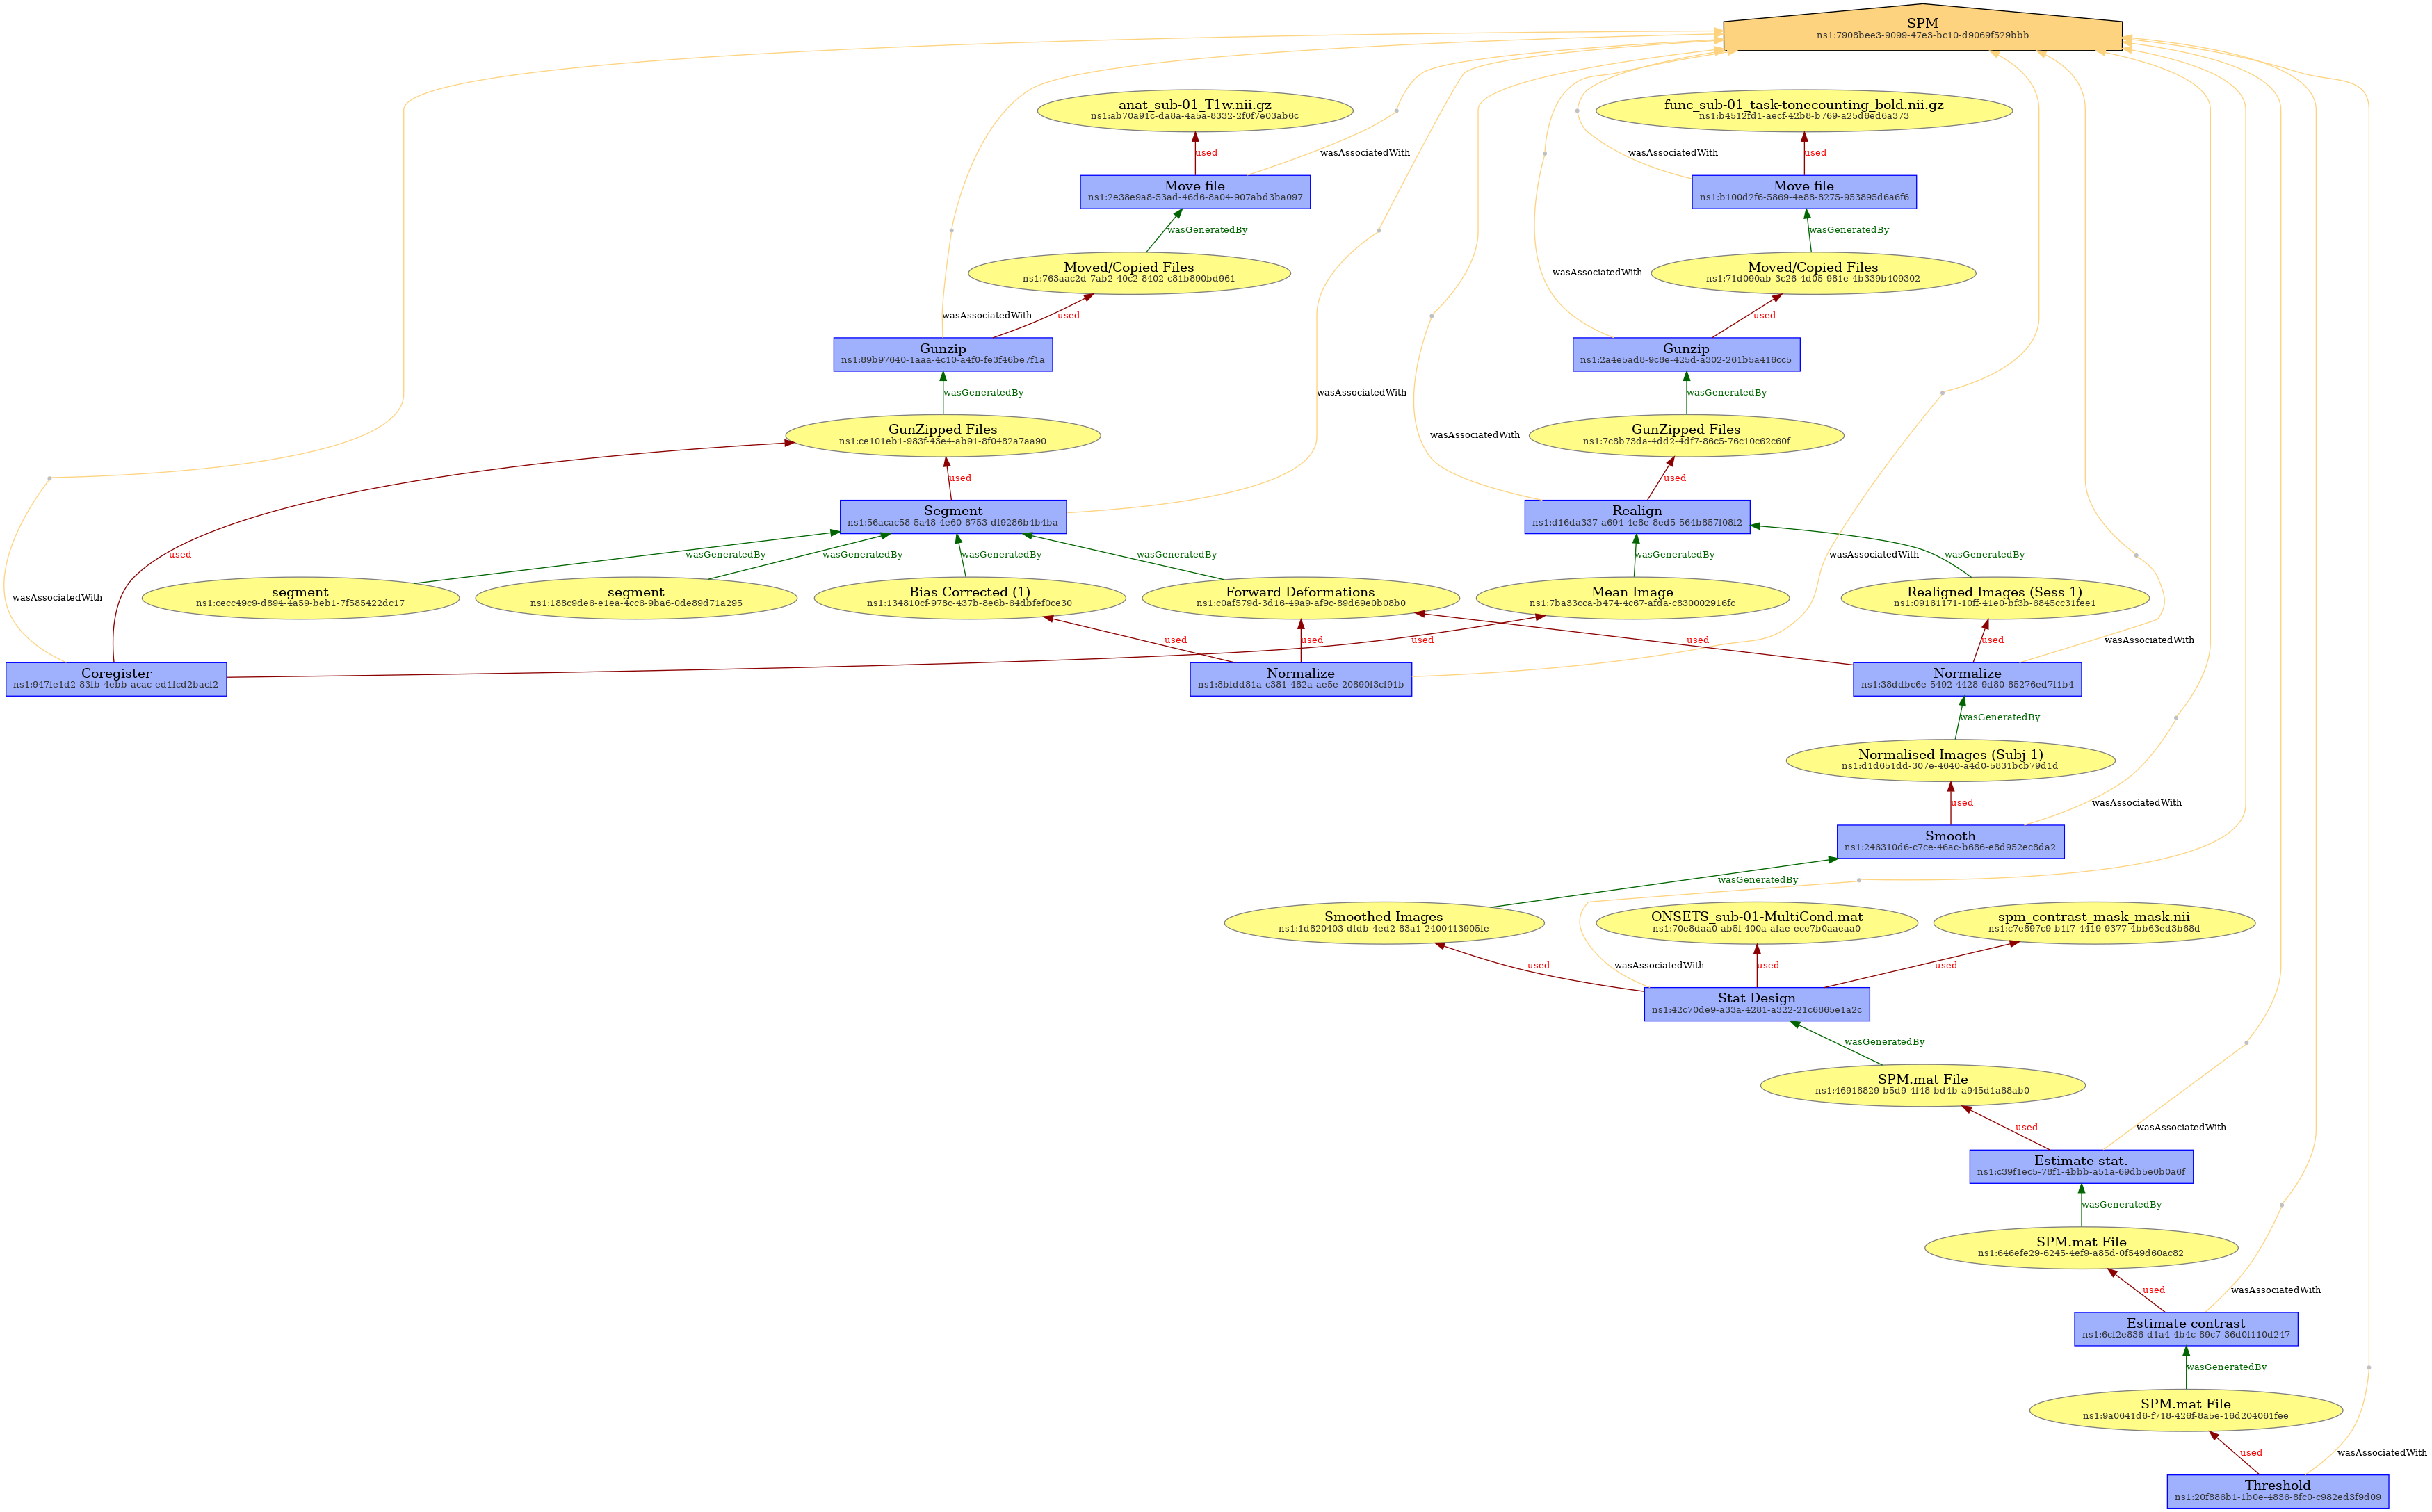 SPM
ns1:7908bee3-9099-47e3-bc10-d9069f529bbb
anat_sub-01_T1w.nii.gz
ns1:ab70a91c-da8a-4a5a-8332-2f0f7e03ab6c
func_sub-01_task-tonecounting_bold.nii.gz
ns1:b4512fd1-aecf-42b8-b769-a25d6ed6a373
used
wasAssociatedWith
wasAssociatedWith
used
Move file
ns1:2e38e9a8-53ad-46d6-8a04-907abd3ba097
Move file
ns1:b100d2f6-5869-4e88-8275-953895d6a6f6
wasGeneratedBy
wasGeneratedBy
Moved/Copied Files
ns1:763aac2d-7ab2-40c2-8402-c81b890bd961
wasAssociatedWith
Moved/Copied Files
ns1:71d090ab-3c26-4d05-981e-4b339b409302
wasAssociatedWith
used
used
Gunzip
ns1:89b97640-1aaa-4c10-a4f0-fe3f46be7f1a
Gunzip
ns1:2a4e5ad8-9c8e-425d-a302-261b5a416cc5
wasGeneratedBy
wasAssociatedWith
wasGeneratedBy
GunZipped Files
ns1:ce101eb1-983f-43e4-ab91-8f0482a7aa90
wasAssociatedWith
GunZipped Files
ns1:7c8b73da-4dd2-4df7-86c5-76c10c62c60f
used
used
Segment
ns1:56acac58-5a48-4e60-8753-df9286b4b4ba
Realign
ns1:d16da337-a694-4e8e-8ed5-564b857f08f2
used
wasGeneratedBy
wasGeneratedBy
wasGeneratedBy
wasGeneratedBy
wasGeneratedBy
wasAssociatedWith
wasGeneratedBy
wasAssociatedWith
segment
ns1:cecc49c9-d894-4a59-beb1-7f585422dc17
segment
ns1:188c9de6-e1ea-4cc6-9ba6-0de89d71a295
Bias Corrected (1)
ns1:134810cf-978c-437b-8e6b-64dbfef0ce30
Forward Deformations
ns1:c0af579d-3d16-49a9-af9c-89d69e0b08b0
Mean Image
ns1:7ba33cca-b474-4c67-afda-c830002916fc
Realigned Images (Sess 1)
ns1:09161171-10ff-41e0-bf3b-6845cc31fee1
used
used
used
used
used
wasAssociatedWith
Coregister
ns1:947fe1d2-83fb-4ebb-acac-ed1fcd2bacf2
Normalize
ns1:8bfdd81a-c381-482a-ae5e-20890f3cf91b
Normalize
ns1:38ddbc6e-5492-4428-9d80-85276ed7f1b4
wasGeneratedBy
Normalised Images (Subj 1)
ns1:d1d651dd-307e-4640-a4d0-5831bcb79d1d
used
wasAssociatedWith
Smooth
ns1:246310d6-c7ce-46ac-b686-e8d952ec8da2
wasGeneratedBy
Smoothed Images
ns1:1d820403-dfdb-4ed2-83a1-2400413905fe
ONSETS_sub-01-MultiCond.mat
ns1:70e8daa0-ab5f-400a-afae-ece7b0aaeaa0
spm_contrast_mask_mask.nii
ns1:c7e897c9-b1f7-4419-9377-4bb63ed3b68d
used
wasAssociatedWith
used
used
Stat Design
ns1:42c70de9-a33a-4281-a322-21c6865e1a2c
wasGeneratedBy
SPM.mat File
ns1:46918829-b5d9-4f48-bd4b-a945d1a88ab0
used
wasAssociatedWith
Estimate stat.
ns1:c39f1ec5-78f1-4bbb-a51a-69db5e0b0a6f
wasGeneratedBy
SPM.mat File
ns1:646efe29-6245-4ef9-a85d-0f549d60ac82
used
wasAssociatedWith
Estimate contrast
ns1:6cf2e836-d1a4-4b4c-89c7-36d0f110d247
wasGeneratedBy
SPM.mat File
ns1:9a0641d6-f718-426f-8a5e-16d204061fee
used
wasAssociatedWith
Threshold
ns1:20f886b1-1b0e-4836-8fc0-c982ed3f9d09